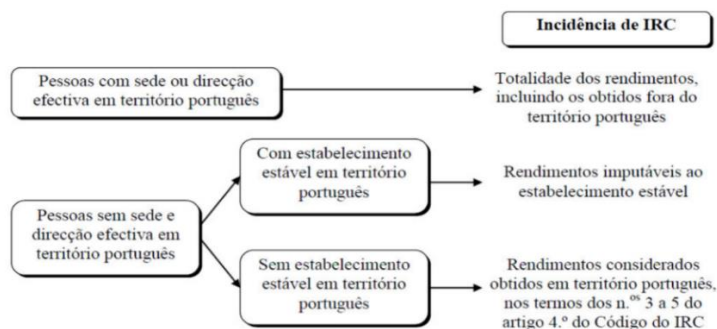 Incidência de IRC
Pessoas com sede ou direcção
efectiva em território português
Totalidade dos rendimentos,
incluindo os obtidos fora do
território português
Com estabelecimento
estável em território
português
Rendimentos imputáveis ao
estabelecimento estável
Pessoas sem sede e
direcção efectiva em
território português
Sem estabelecimento
estável em território
português
Rendimentos considerados
obtidos em território português,
nos termos dos n.os 3 a 5 do
artigo 4.º do Código do IRC